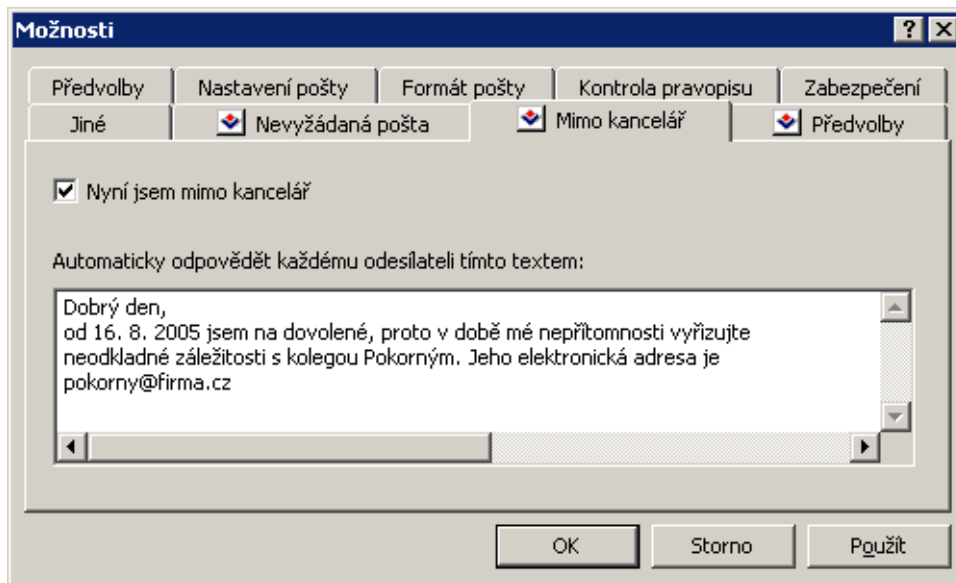 Možnosti
Předvolby
Nastavení pošty
Formát pošty
Kontrola pravopisu
Zabezpečení
Jiné
Nevyžádaná pošta
Mimo kancelář
Předvolby
Nyní jsem mimo kancelář
Automaticky odpovědět každému odesílateli tímto textem:
Dobrý den,
od 16. 8. 2005 jsem na dovolené, proto v době mé nepřítomnosti vyřizujte
neodkladné záležitosti s kolegou Pokorným. Jeho elektronická adresa je
pokorny@firma.cz
OK
Storno
Použít